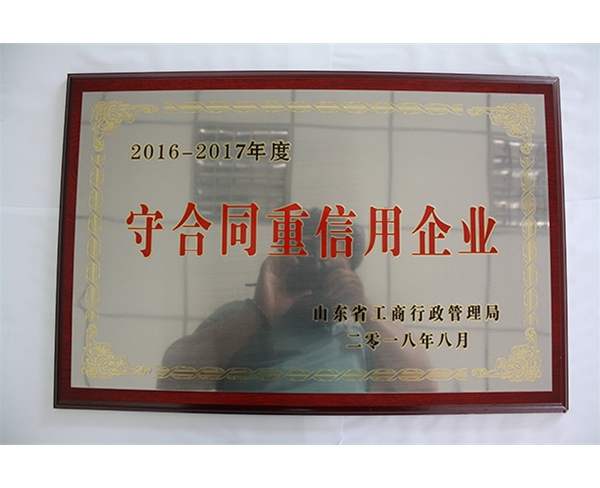 2016-2017年度
守合同重信用企业
山东省工商行政管理局
二零一八年八月